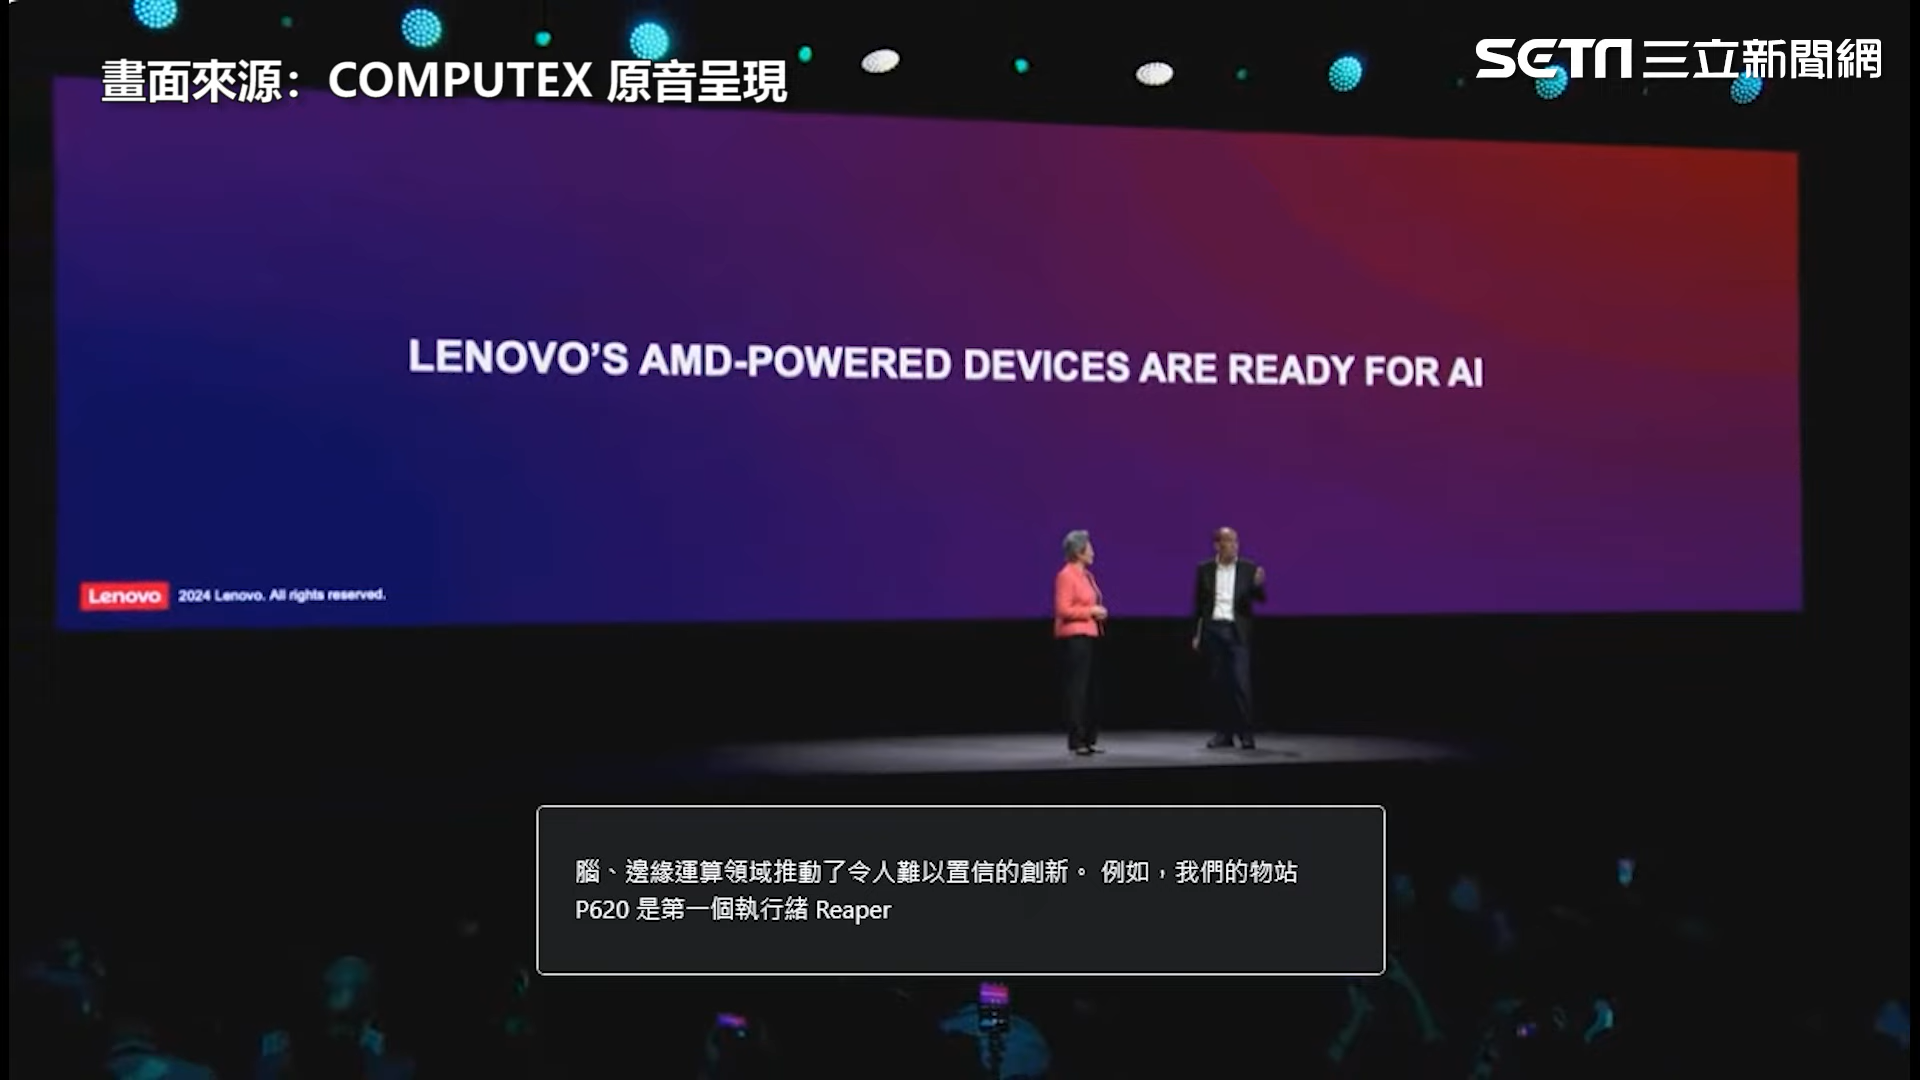 畫面來源：COMPUTEX 原音呈現
SETN三立新聞網
LENOVO'S AMD-POWERED DEVICES ARE READY FOR AI
Lenovo 2024 Lenovo. All rights reserved.
腦、邊緣運算領域推動了令人難以置信的創新。 例如，我們的物站
P620 是第一個執行緒 Reaper